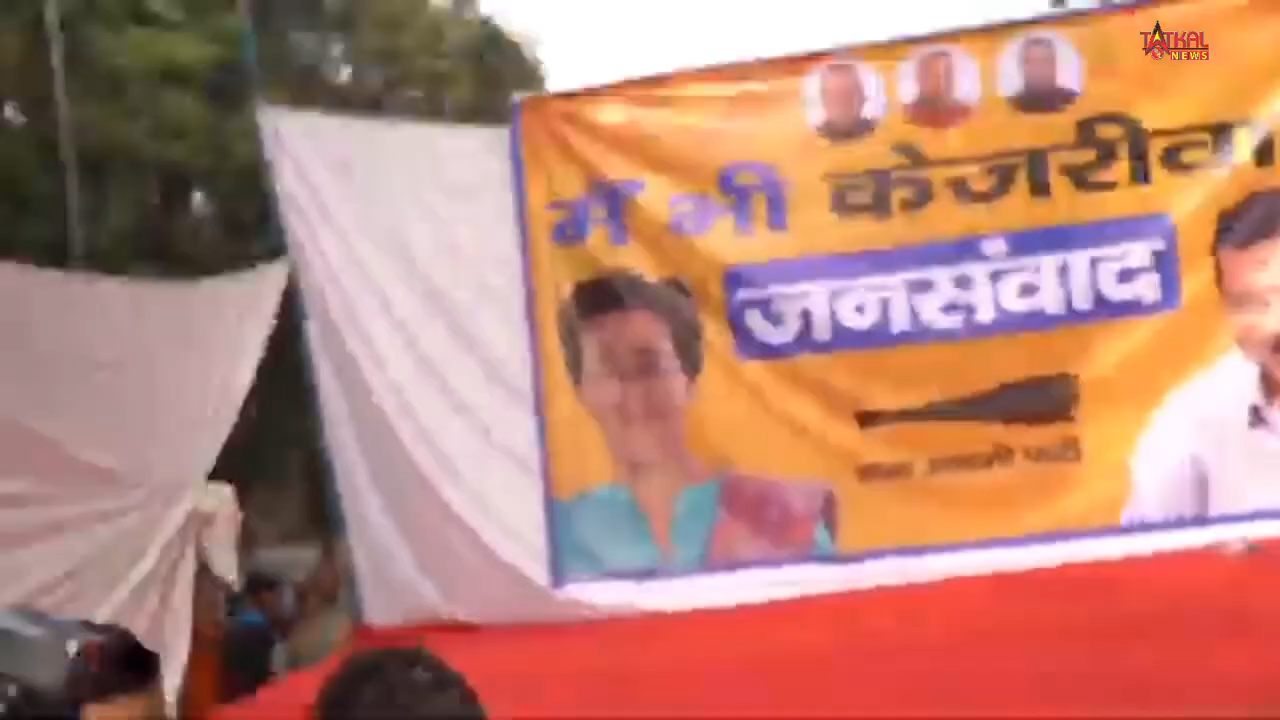 TATKAL
NEWS
मैं भी केजरीवा
जनसंवाद
आम आदमी पार्टी